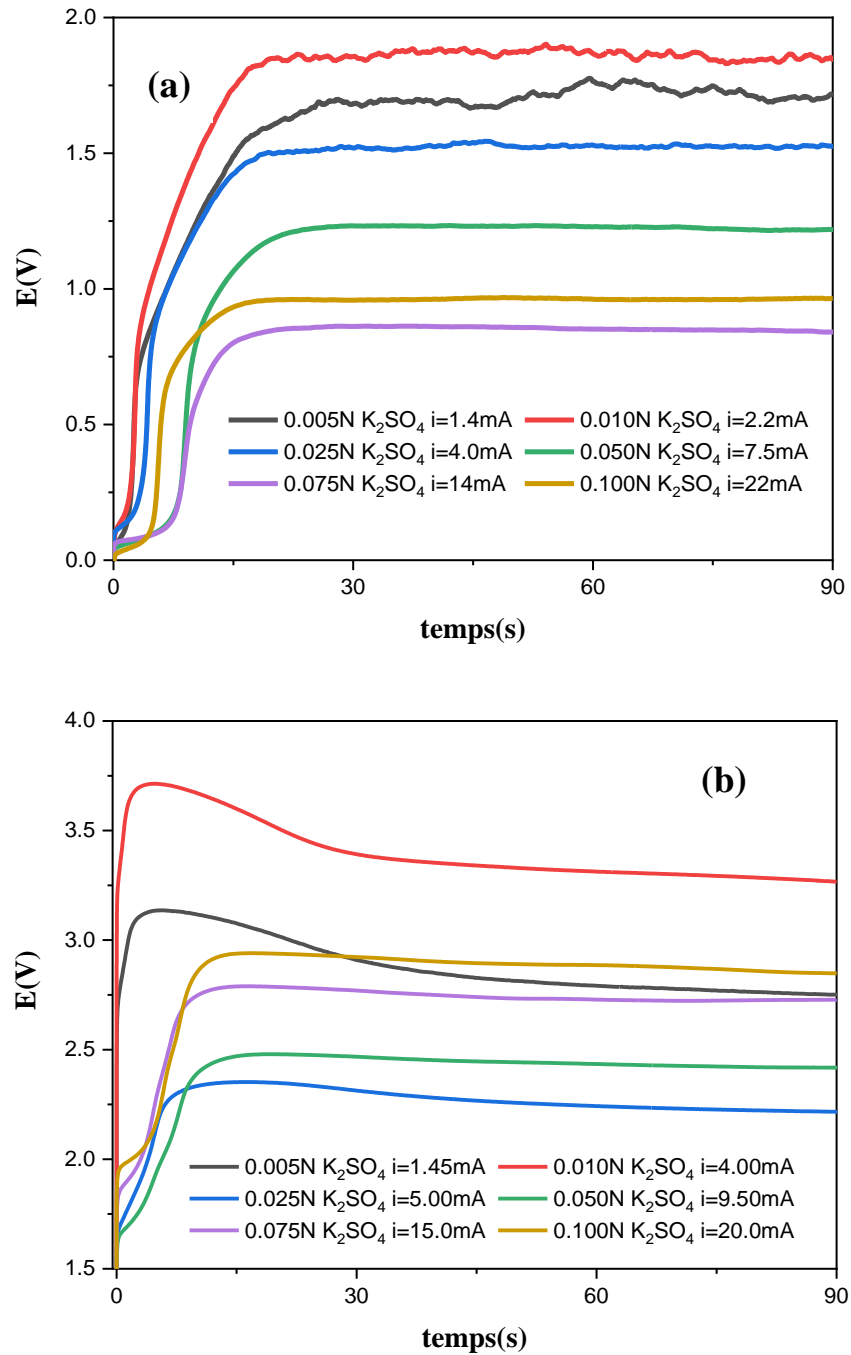 2.0
(a)
1.5
1.0
E(V)
0.5
0.005N K₂SO₄ i=1.4mA 0.010N K₂SO₄ i=2.2mA
0.025N K₂SO₄ i=4.0mA 0.050N K₂SO₄ i=7.5mA
0.075N K₂SO₄ i=14mA 0.100N K₂SO₄ i=22mA
0.0
0 30 60 90
temps(s)
4.0
(b)
3.5
3.0
E(V)
2.5
2.0
0.005N K₂SO₄ i=1.45mA 0.010N K₂SO₄ i=4.00mA
0.025N K₂SO₄ i=5.00mA 0.050N K₂SO₄ i=9.50mA
0.075N K₂SO₄ i=15.0mA 0.100N K₂SO₄ i=20.0mA
1.5
0 30 60 90
temps(s)